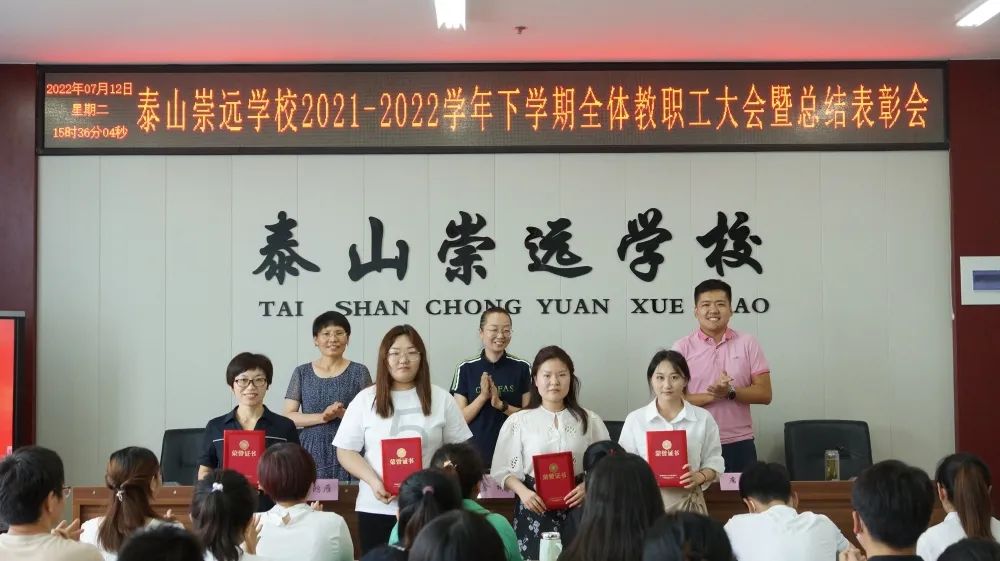 2022年07月12日
星期二
15时36分04秒
泰山崇远学校2021-2022学年下学期全体教职工大会暨总结表彰会
泰山崇远学校
TAI SHAN CHONG YUAN XUE AO
荣誉证书
荣誉证书
荣誉证书
荣誉证书